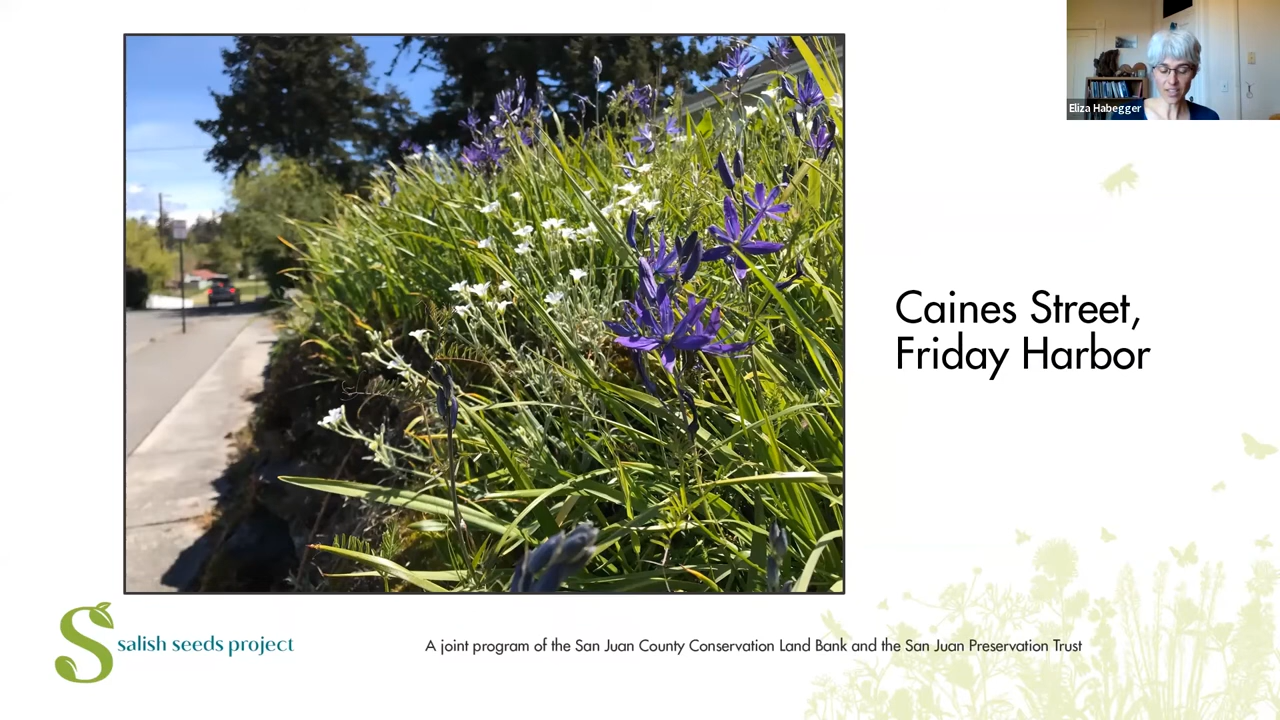 Eliza Habegger
Caines Street,
Friday Harbor
salish seeds project
A joint program of the San Juan County Conservation Land Bank and the San Juan Preservation Trust